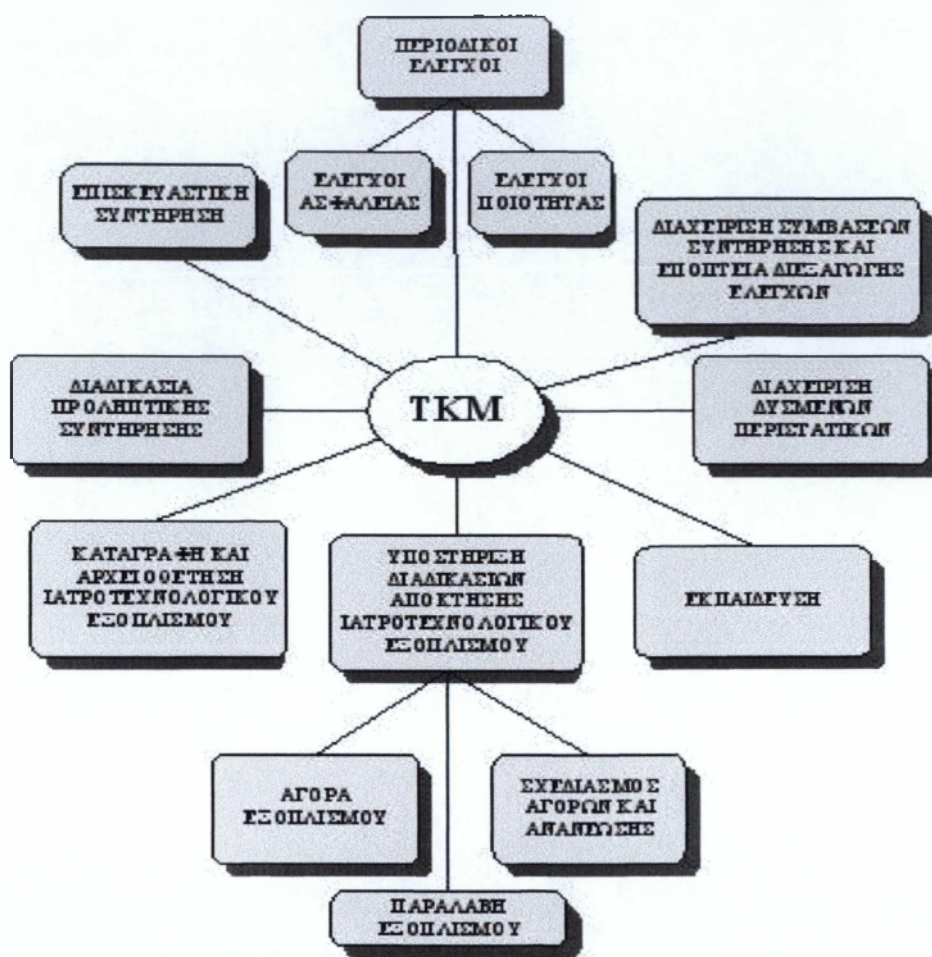 ΠΕΡΙΟΔΙΚΟΙ
ΕΛΕΓΧΟΙ
ΕΛΕΓΧΟΙ
ΑΣΦΑΛΕΙΑΣ
ΕΛΕΓΧΟΙ
ΠΟΙΟΤΗΤΑΣ
ΕΠΙΣΚΕΥΑΣΤΙΚΗ
ΣΥΝΤΗΡΗΣΗ
ΔΙΑΧΕΙΡΙΣΗ ΣΥΜΒΑΣΕΩΝ
ΣΥΝΤΗΡΗΣΗΣ ΚΑΙ
ΕΠΟΠΤΕΙΑ ΔΙΕΞΑΓΩΓΗΣ
ΕΛΕΓΧΩΝ
ΔΙΑΔΙΚΑΣΙΑ
ΠΡΟΛΗΠΤΙΚΗΣ
ΣΥΝΤΗΡΗΣΗΣ
ΤΚΜ
ΔΙΑΧΕΙΡΙΣΗ
ΔΥΣΜΕΝΩΝ
ΠΕΡΙΣΤΑΤΙΚΩΝ
ΚΑΤΑΓΡΑΦΗ ΚΑΙ
ΑΡΧΕΙΟΘΕΤΗΣΗ
ΙΑΤΡΟΤΕΧΝΟΛΟΓΙΚΟΥ
ΕΞΟΠΛΙΣΜΟΥ
ΥΠΟΣΤΗΡΙΞΗ
ΔΙΑΔΙΚΑΣΙΩΝ
ΑΠΟΚΤΗΣΗΣ
ΙΑΤΡΟΤΕΧΝΟΛΟΓΙΚΟΥ
ΕΞΟΠΛΙΣΜΟΥ
ΕΚΠΑΙΔΕΥΣΗ
ΑΓΟΡΑ
ΕΞΟΠΛΙΣΜΟΥ
ΣΧΕΔΙΑΣΜΟΣ
ΑΓΟΡΩΝ ΚΑΙ
ΑΝΑΝΕΩΣΗΣ
ΠΑΡΑΛΑΒΗ
ΕΞΟΠΛΙΣΜΟΥ